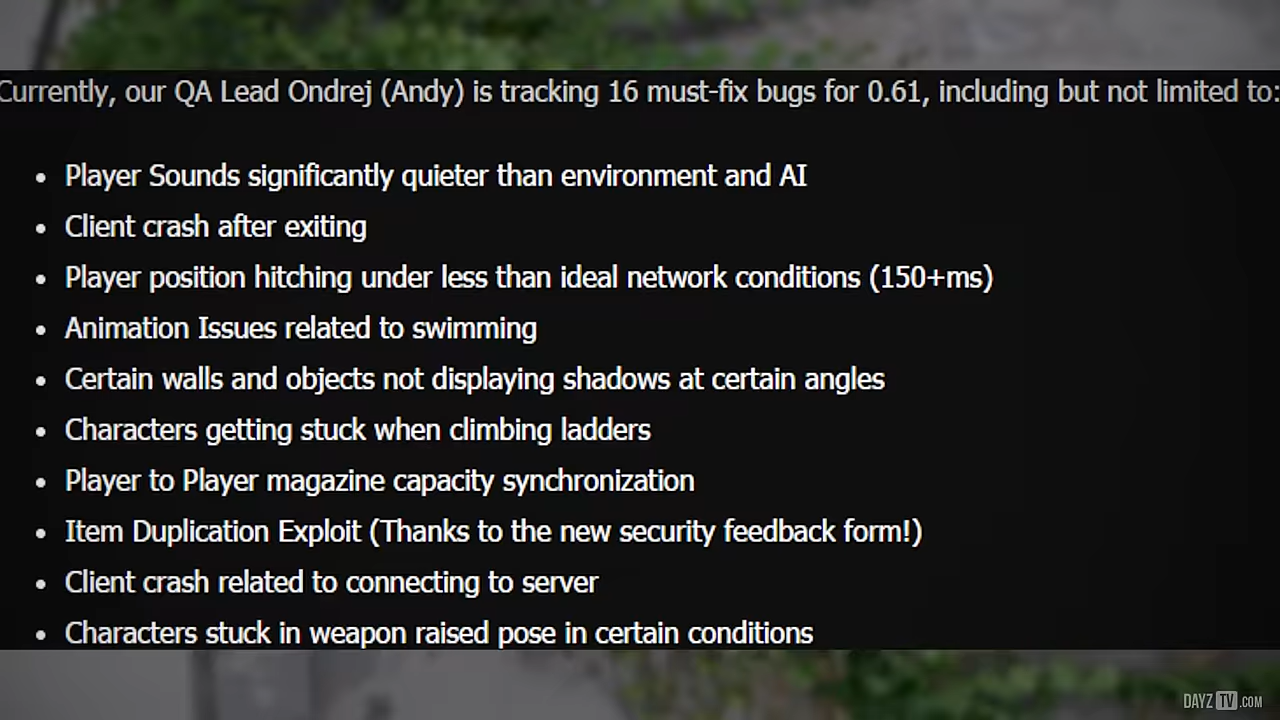 Currently, our QA Lead Ondrej (Andy) is tracking 16 must-fix bugs for 0.61, including but not limited to:
• Player Sounds significantly quieter than environment and AI
• Client crash after exiting
• Player position hitching under less than ideal network conditions (150+ms)
• Animation Issues related to swimming
• Certain walls and objects not displaying shadows at certain angles
• Characters getting stuck when climbing ladders
• Player to Player magazine capacity synchronization
• Item Duplication Exploit (Thanks to the new security feedback form!)
• Client crash related to connecting to server
• Characters stuck in weapon raised pose in certain conditions
DAYZ TV .COM